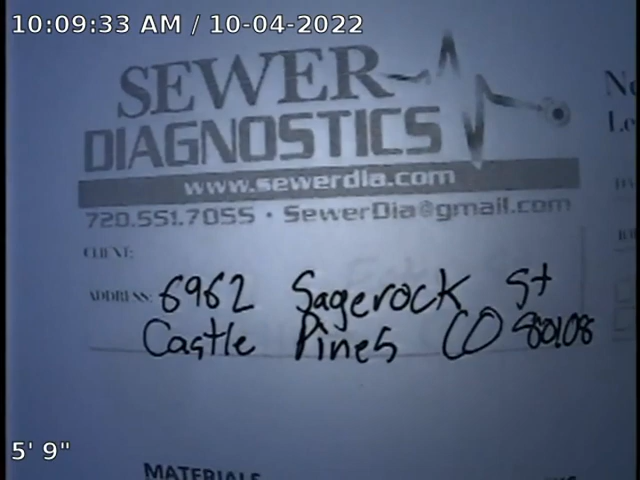 10:09:33 AM / 10-04-2022
SEWER
DIAGNOSTICS
www.sewerdia.com
720.551.7055 • SewerDia@gmail.com
CLIENT:
ADDRESS: 6962 Sagerock St
Castle Pines CO 80108
5' 9"